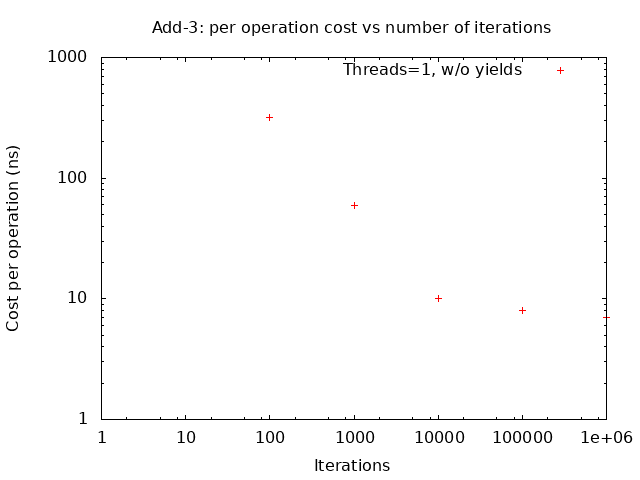 Add-3: per operation cost vs number of iterations
Threads=1, w/o yields
Cost per operation (ns)
1000
100
10
1
1 10 100 1000 10000 100000 1e+06
Iterations